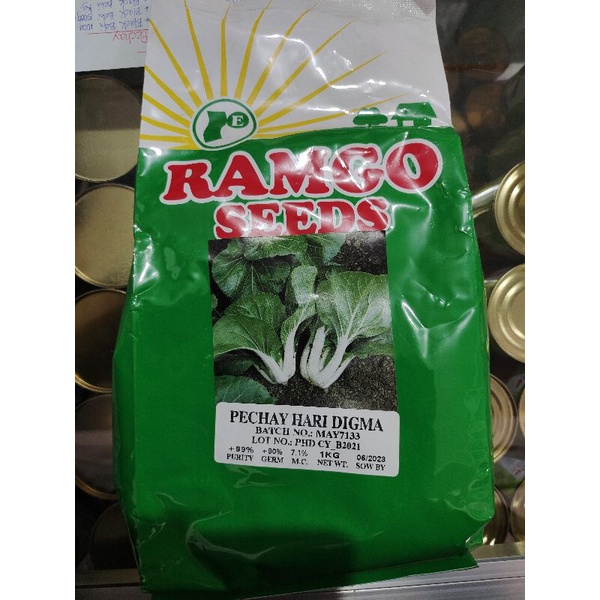 Pechay
E
RAMGO
SEEDS
PECHAY HARI DIGMA
BATCH NO.: MAY7133
LOT NO.: PHD CY_B2021
+99% +90% 7.1% 1KG 06/2023
PURITY GERM M.C. NET WT. SOW BY